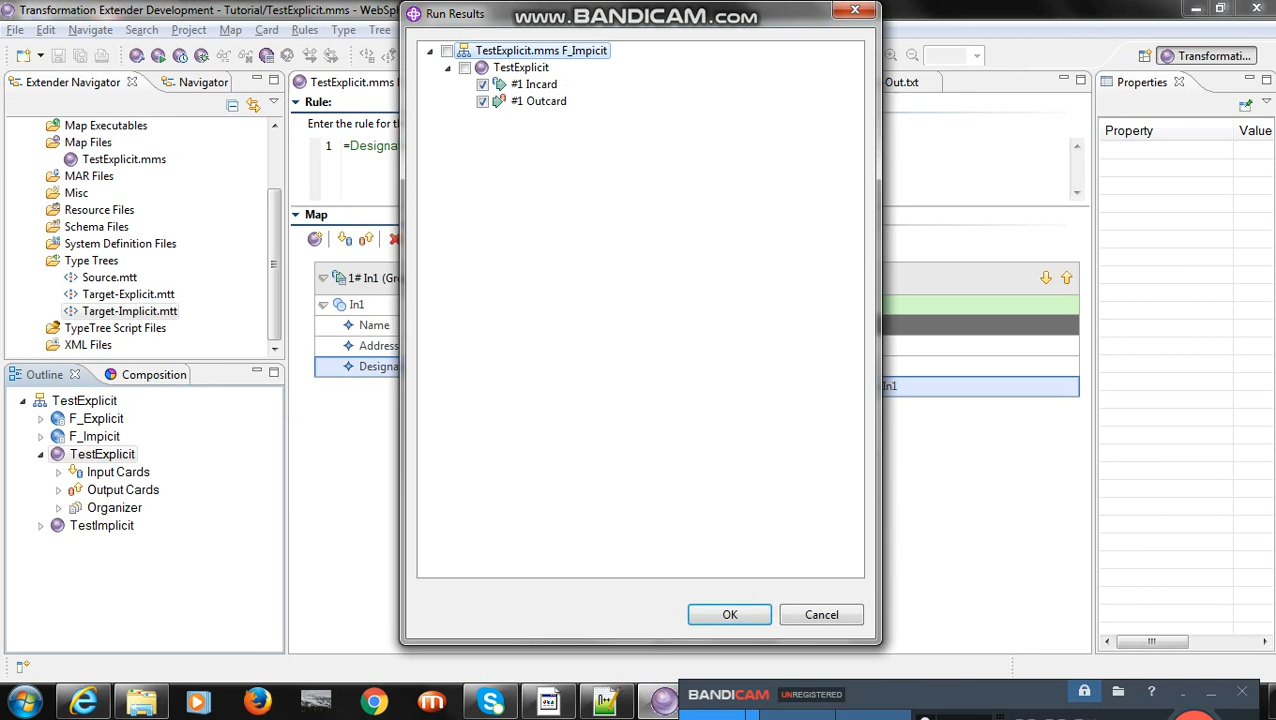 Transformation Extender Development - Tutorial/TestExplicit.mms - WebSp
Run Results
www.BANDICAM.com
File Edit Navigate Search Project Map Card Rules Type Tree
Transformati...
Extender Navigator
Navigator
TestExplicit.mms
Out.txt
Properties
Property Value
Map Executables
Map Files
TestExplicit.mms
MAR Files
Misc
Resource Files
Schema Files
System Definition Files
Type Trees
Source.mtt
Target-Explicit.mtt
Target-Implicit.mtt
TypeTree Script Files
XML Files
Rule:
Enter the rule for th
1 =Designa
Map
1# In1 (Gr
In1
Name
Address
Designa
In1
TestExplicit.mms F_Impicit
TestExplicit
#1 Incard
#1 Outcard
OK
Cancel
Outline
Composition
TestExplicit
F_Explicit
F_Impicit
TestExplicit
Input Cards
Output Cards
Organizer
TestImplicit
BANDICAM UNREGISTERED